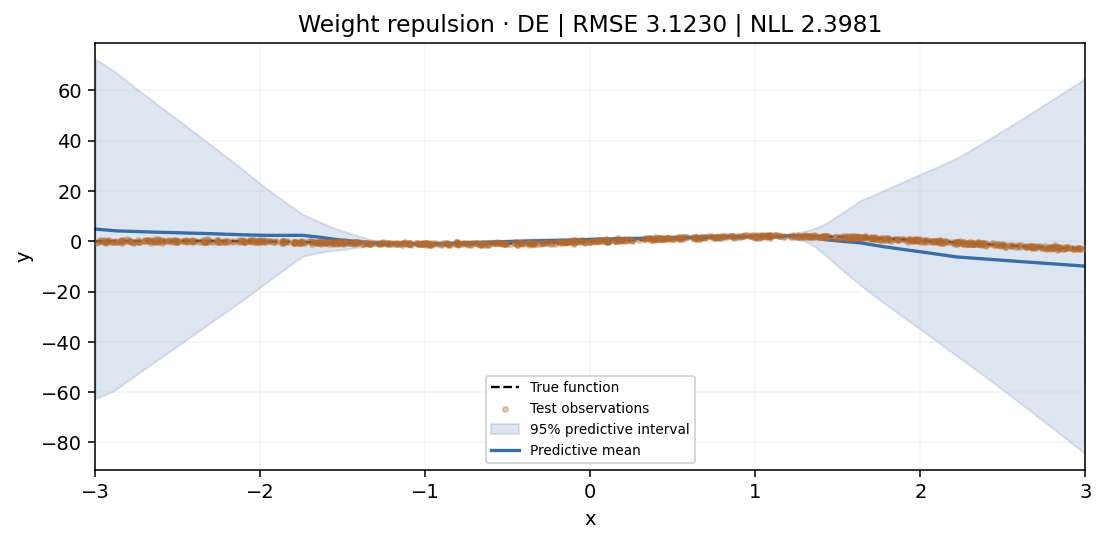 Weight repulsion · DE | RMSE 3.1230 | NLL 2.3981
60
40
20
0
−20
−40
−60
−80
y
True function
Test observations
95% predictive interval
Predictive mean
−3
−2
−1
0
1
2
3
x